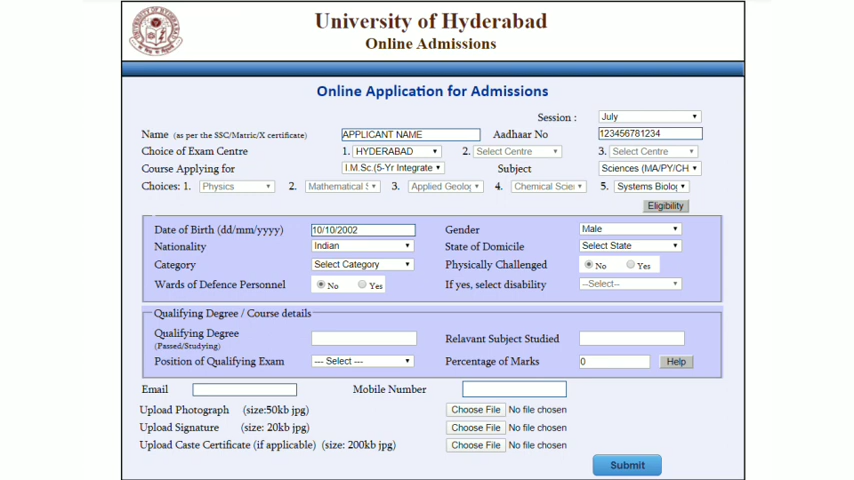 University of Hyderabad
Online Admissions
Online Application for Admissions
Session : July
Name (as per the SSC/Matric/X certificate) APPLICANT NAME Aadhaar No 123456781234
Choice of Exam Centre 1. HYDERABAD 2. Select Centre 3. Select Centre
Course Applying for I.M.Sc.(5-Yr Integrate Subject Sciences (MA/PY/CH
Choices: 1. Physics 2. Mathematical S 3. Applied Geolog 4. Chemical Scien 5. Systems Biolog
Eligibility
Date of Birth (dd/mm/yyyy) 10/10/2002 Gender Male
Nationality Indian State of Domicile Select State
Category Select Category Physically Challenged No Yes
Wards of Defence Personnel No Yes If yes, select disability --Select--
Qualifying Degree / Course details
Qualifying Degree Relavant Subject Studied
(Passed/Studying)
Position of Qualifying Exam --- Select --- Percentage of Marks 0 Help
Email Mobile Number
Upload Photograph (size:50kb jpg) Choose File No file chosen
Upload Signature (size: 20kb jpg) Choose File No file chosen
Upload Caste Certificate (if applicable) (size: 200kb jpg) Choose File No file chosen
Submit